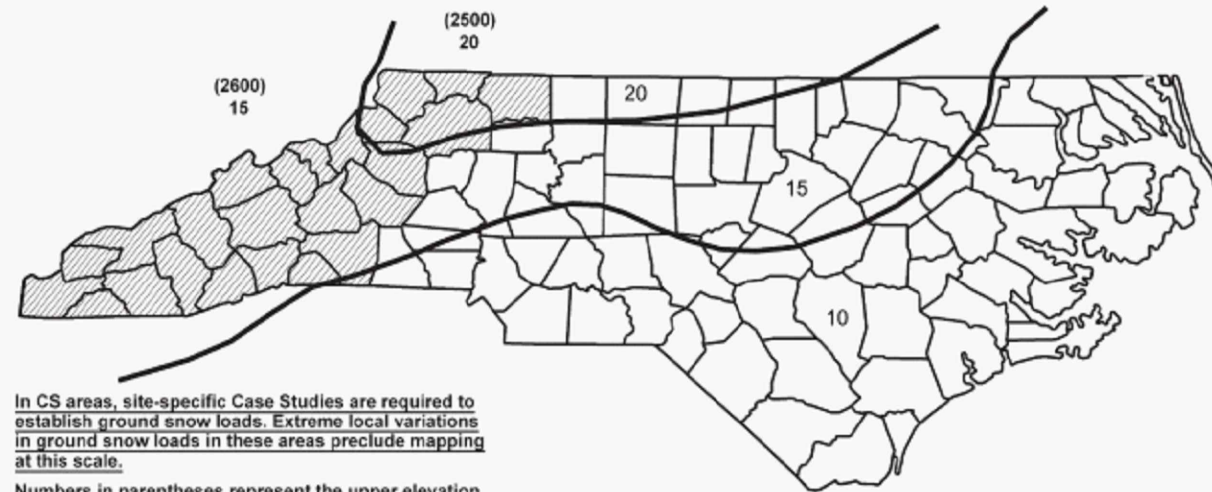 (2500)
20
(2600)
15
20
15
10
In CS areas, site-specific Case Studies are required to
establish ground snow loads. Extreme local variations
in ground snow loads in these areas preclude mapping
at this scale.
Numbers in parentheses represent the upper elevation